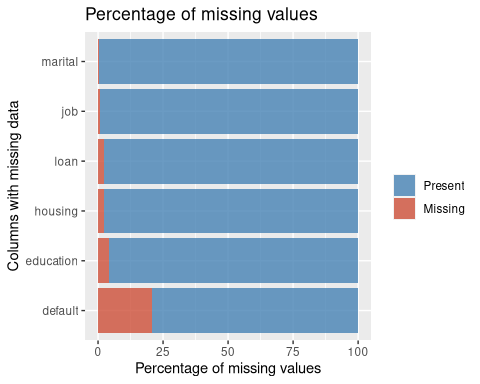 Percentage of missing values
Columns with missing data
marital
job
loan
housing
education
default
0 25 50 75 100
Percentage of missing values
Present
Missing